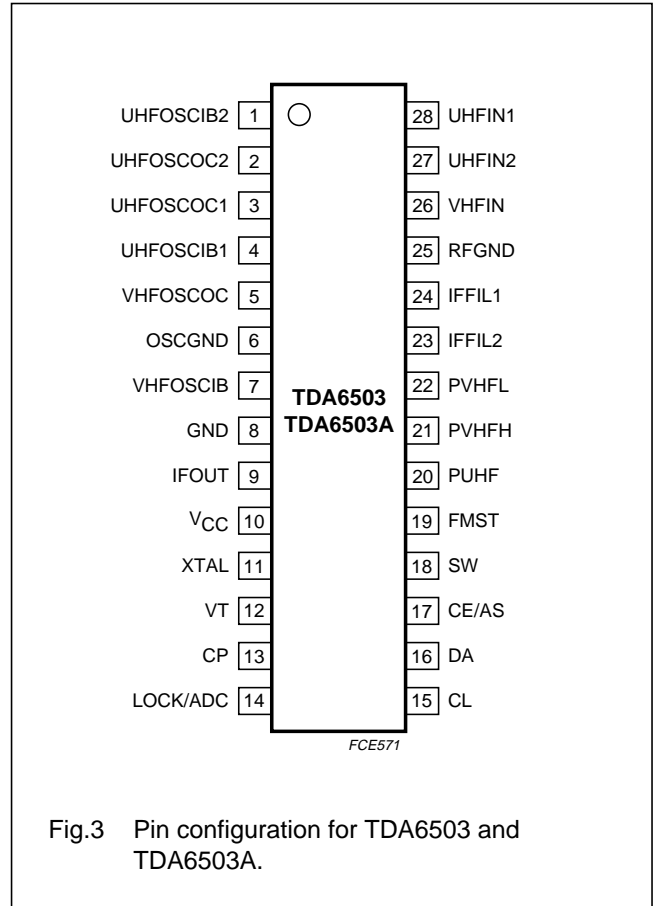 UHFOSCIB2 1 28 UHFIN1
UHFOSCOC2 2 27 UHFIN2
UHFOSCOC1 3 26 VHFIN
UHFOSCIB1 4 25 RFGND
VHFOSCOC 5 24 IFFIL1
OSCGND 6 23 IFFIL2
VHFOSCIB 7 22 PVHFL
TDA6503
TDA6503A
GND 8 21 PVHFH
IFOUT 9 20 PUHF
VCC 10 19 FMST
XTAL 11 18 SW
VT 12 17 CE/AS
CP 13 16 DA
LOCK/ADC 14 15 CL
FCE571
Fig.3 Pin configuration for TDA6503 and
TDA6503A.